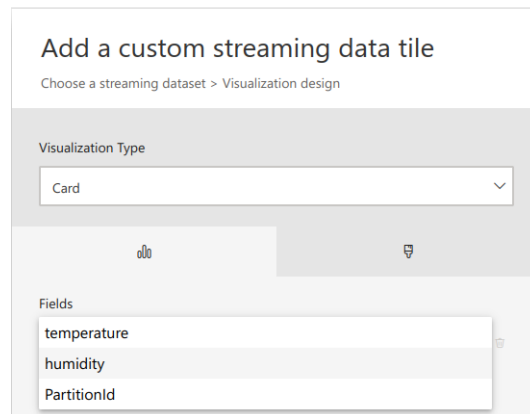 Add a custom streaming data tile
Choose a streaming dataset > Visualization design
Visualization Type
Card
Fields
temperature
humidity
PartitionId